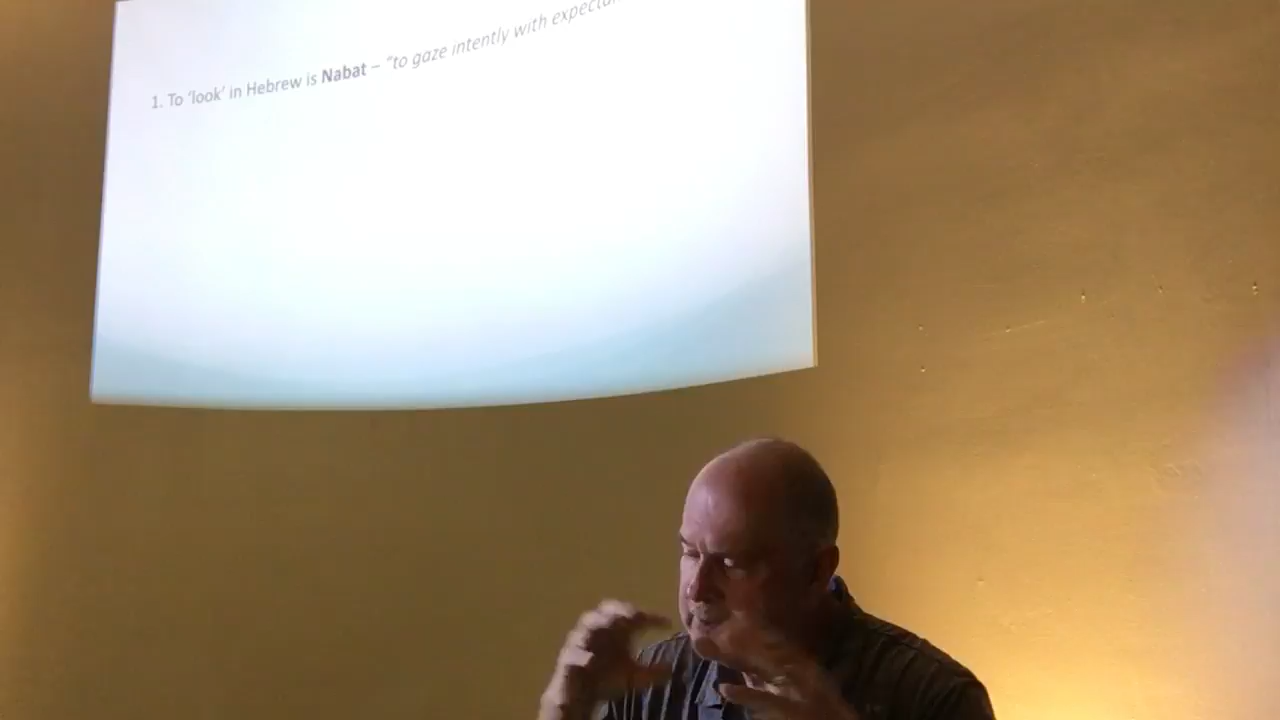 1. To ‘look’ in Hebrew is Nabat – “to gaze intently with